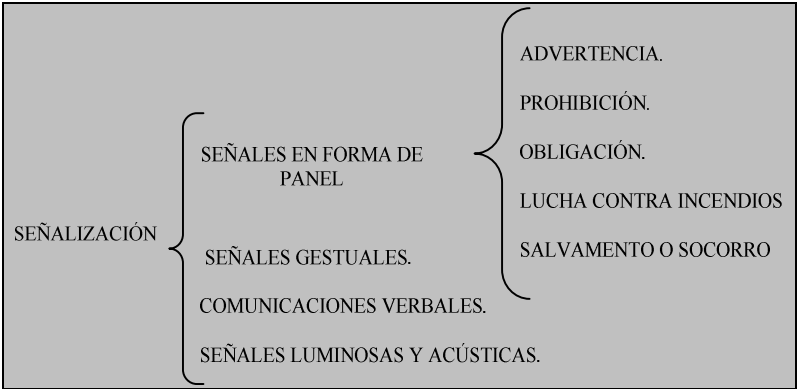 SEÑALIZACIÓN
SEÑALES EN FORMA DE
PANEL
ADVERTENCIA.
PROHIBICIÓN.
OBLIGACIÓN.
LUCHA CONTRA INCENDIOS
SALVAMENTO O SOCORRO
SEÑALES GESTUALES.
COMUNICACIONES VERBALES.
SEÑALES LUMINOSAS Y ACÚSTICAS.